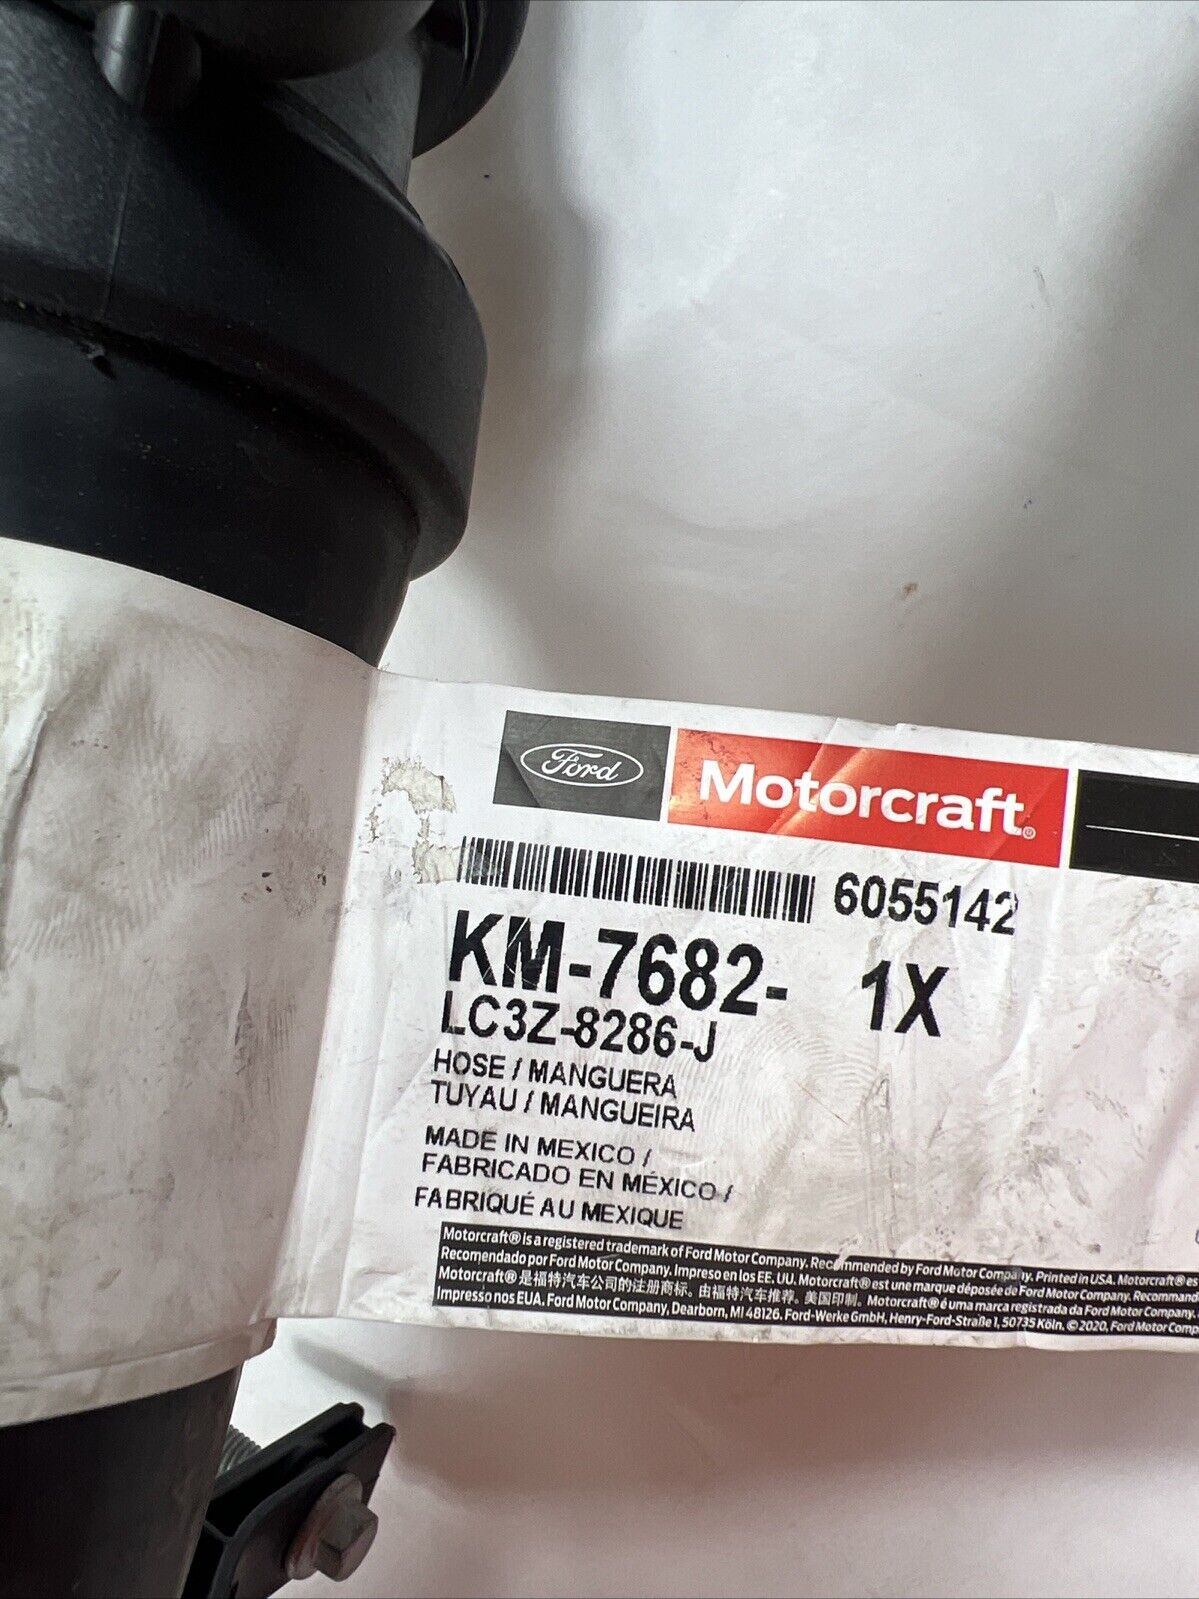 Ford
Motorcraft®
6055142
KM-7682- 1X
LC3Z-8286-J
HOSE / MANGUERA
TUYAU / MANGUEIRA
MADE IN MEXICO /
FABRICADO EN MÉXICO /
FABRIQUÉ AU MEXIQUE
Motorcraft® is a registered trademark of Ford Motor Company. Recommended by Ford Motor Company. Printed in USA. Motorcraft® es
Recomendado por Ford Motor Company. Impreso en los EE. UU. Motorcraft® est une marque déposée de Ford Motor Company.
Motorcraft® 是福特汽车公司的注册商标。由福特汽车推荐。美国印制。Motorcraft® é uma marca registrada da Ford Motor Company.
Impresso nos EUA. Ford Motor Company, Dearborn, MI 48126. Ford-Werke GmbH, Henry-Ford-Straße 1, 50735 Köln. © 2020, Ford Motor